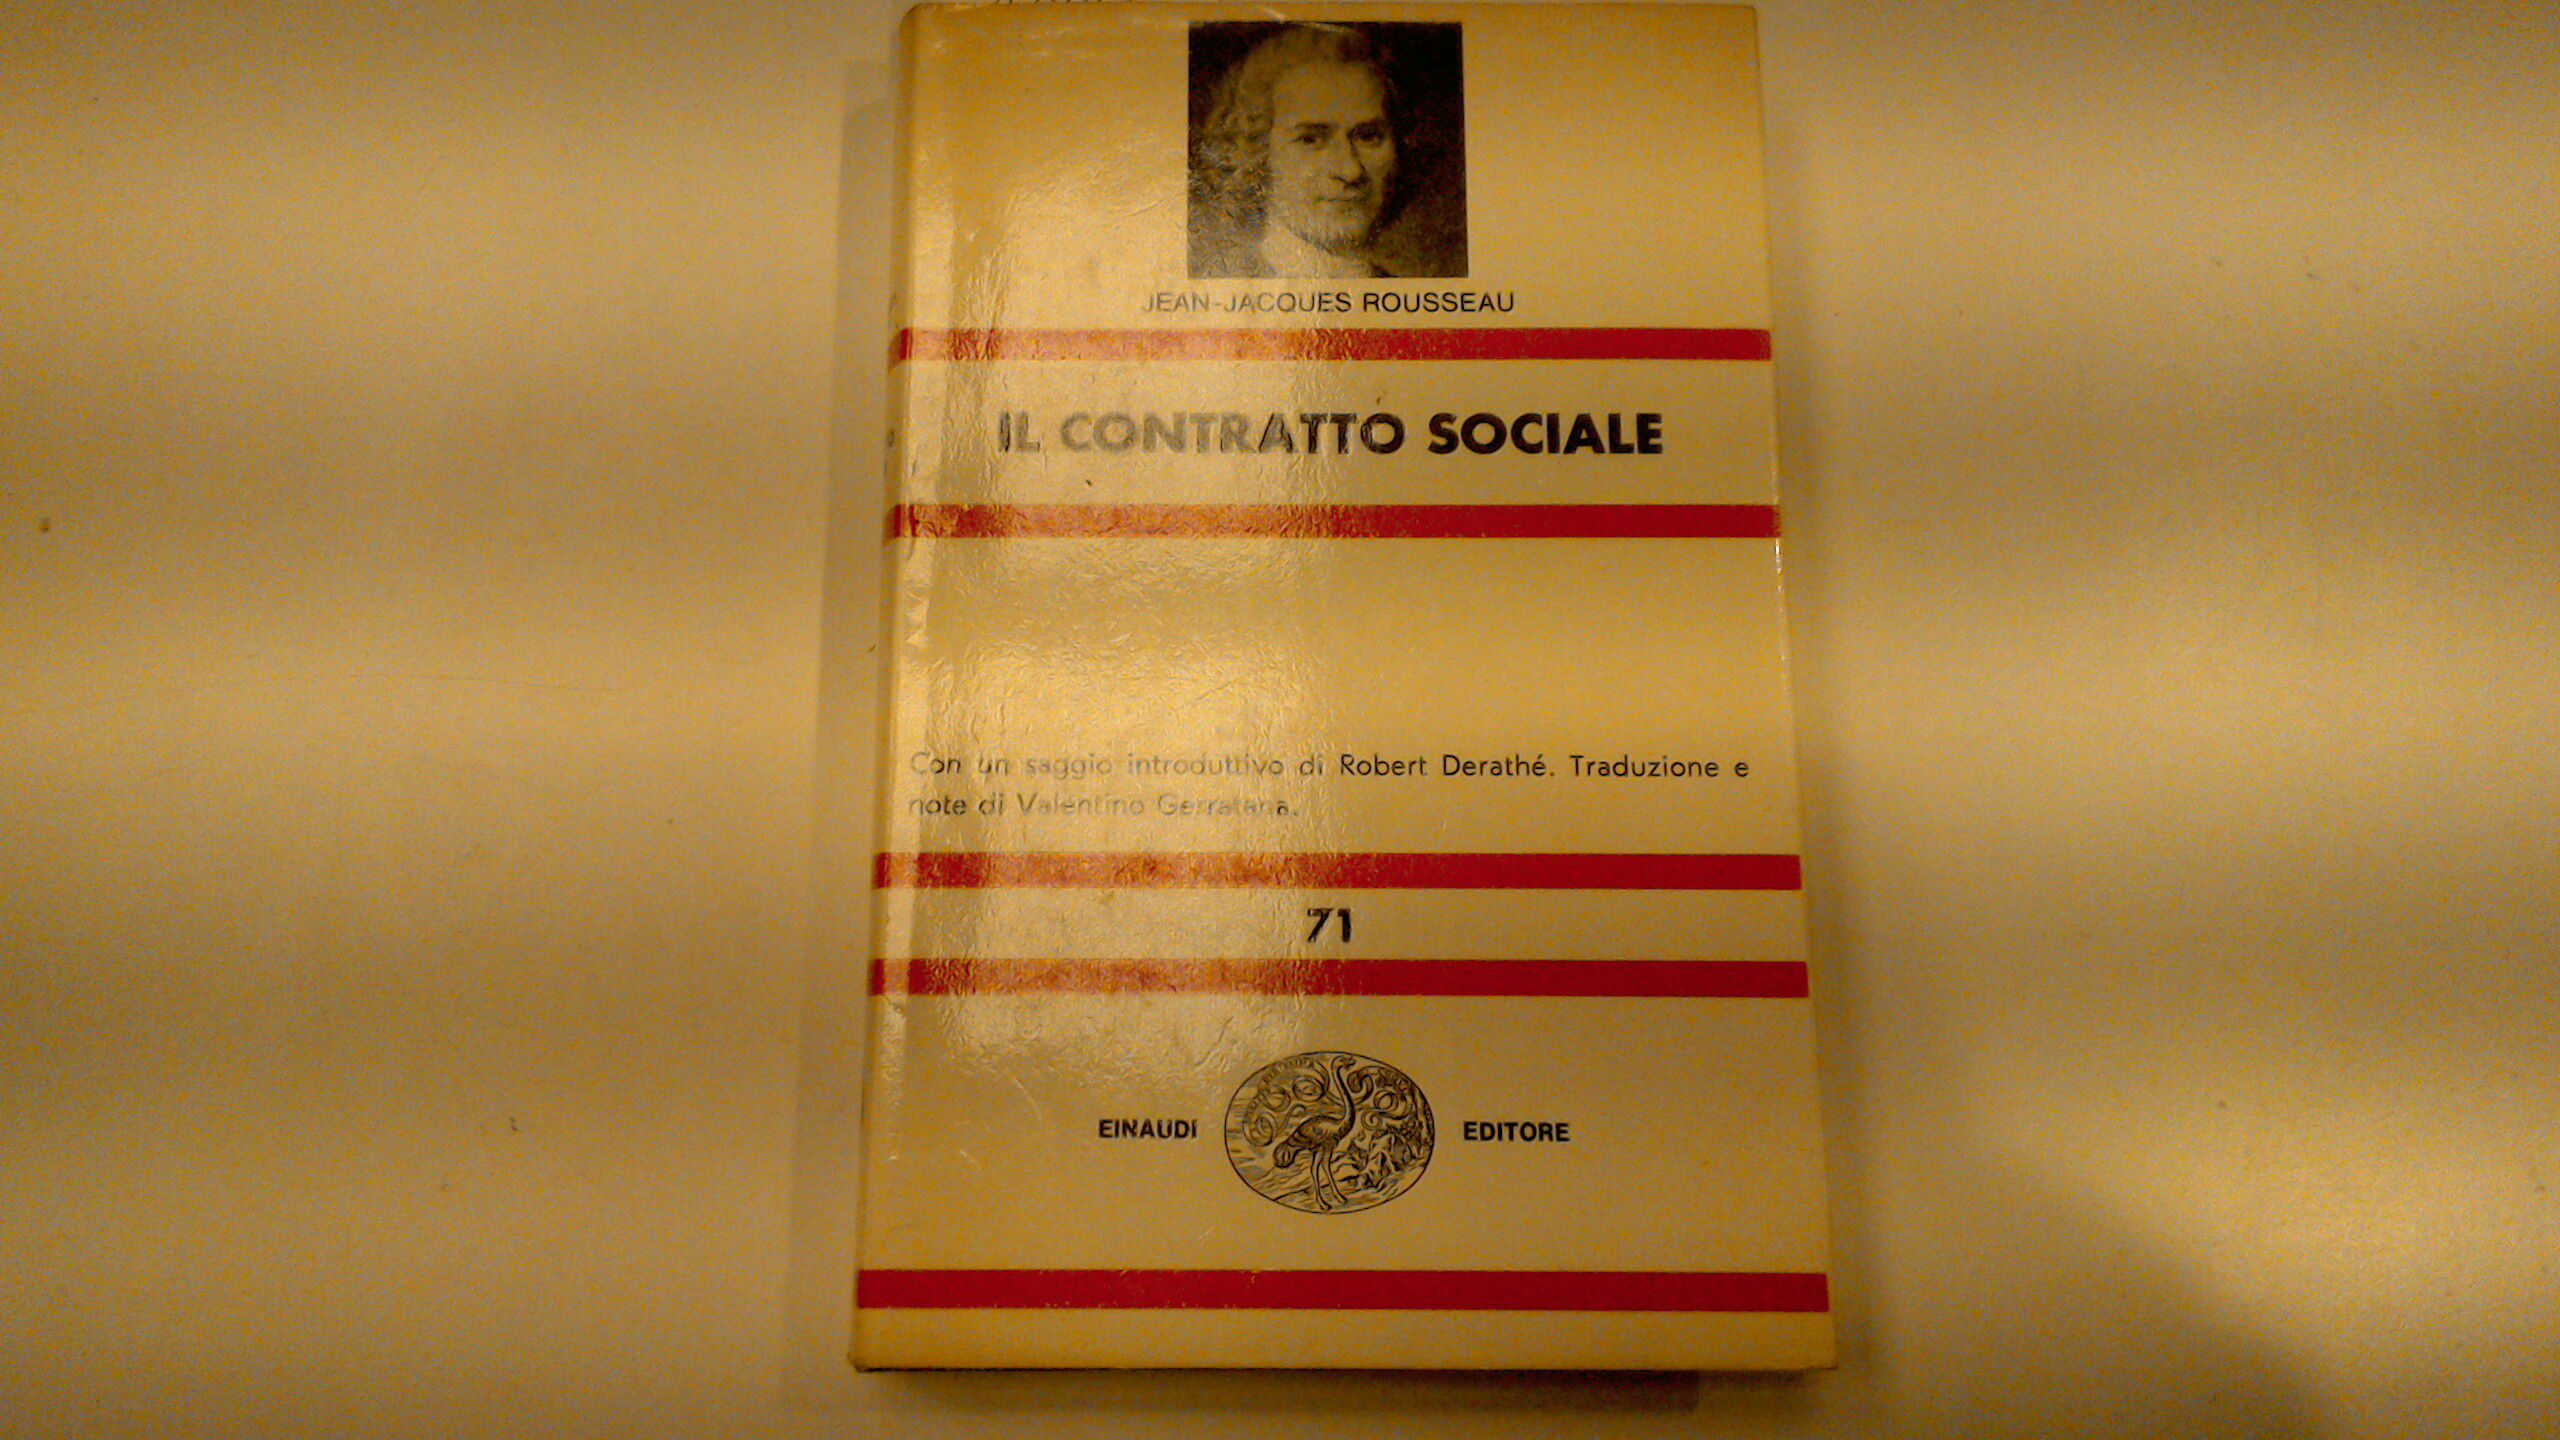 JEAN-JACQUES ROUSSEAU
IL CONTRATTO SOCIALE
Con un saggio introduttivo di Robert Derathé. Traduzione e
note di Valentino Gerratana.
71
EINAUDI EDITORE